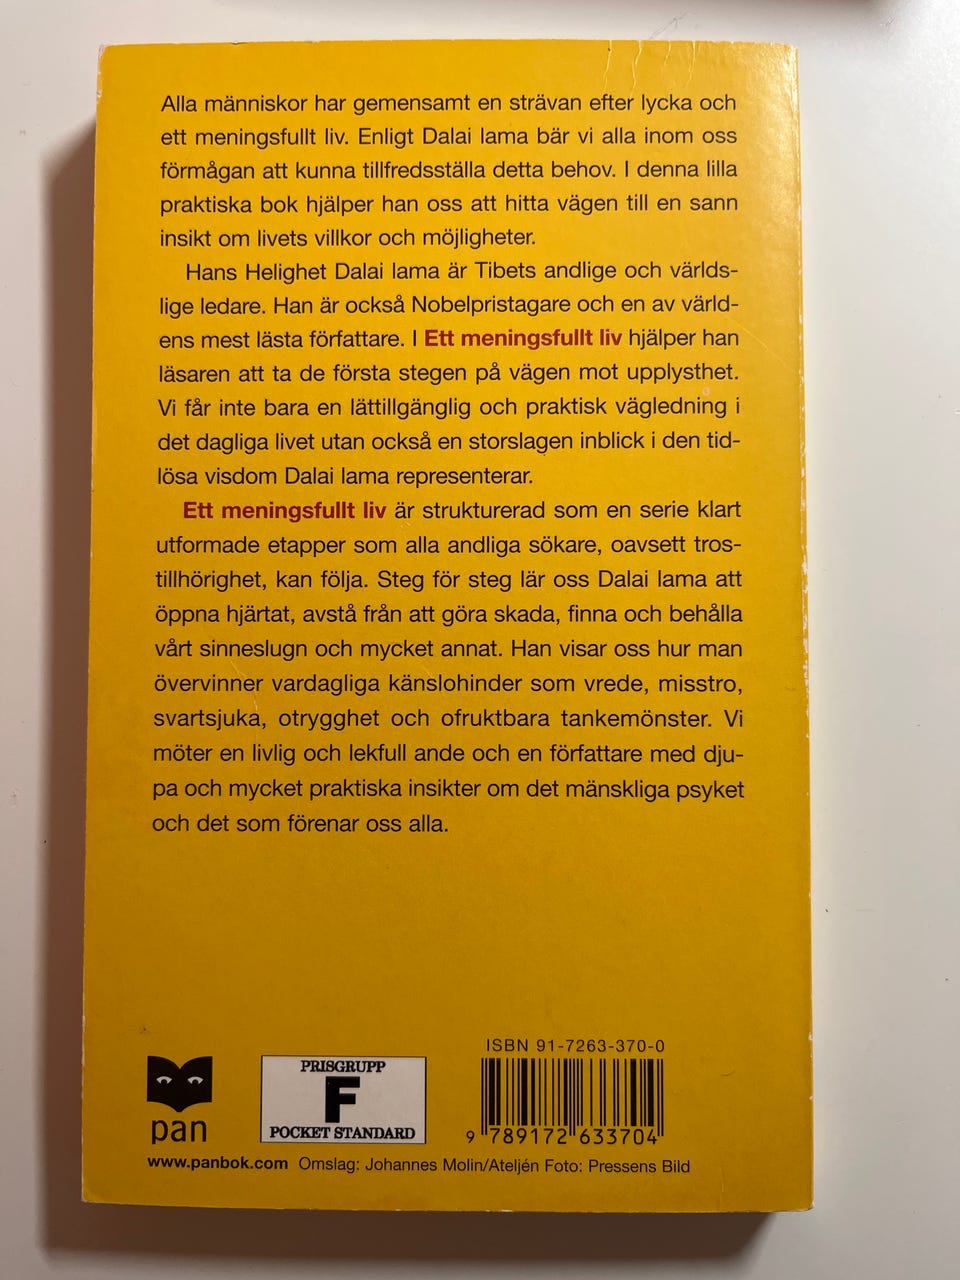 Alla människor har gemensamt en strävan efter lycka och
ett meningsfullt liv. Enligt Dalai lama bär vi alla inom oss
förmågan att kunna tillfredsställa detta behov. I denna lilla
praktiska bok hjälper han oss att hitta vägen till en sann
insikt om livets villkor och möjligheter.
Hans Helighet Dalai lama är Tibets andlige och världs-
lige ledare. Han är också Nobelpristagare och en av värld-
ens mest lästa författare. I Ett meningsfullt liv hjälper han
läsaren att ta de första stegen på vägen mot upplysthet.
Vi får inte bara en lättillgänglig och praktisk vägledning i
det dagliga livet utan också en storslagen inblick i den tid-
lösa visdom Dalai lama representerar.
Ett meningsfullt liv är strukturerad som en serie klart
utformade etapper som alla andliga sökare, oavsett tros-
tillhörighet, kan följa. Steg för steg lär oss Dalai lama att
öppna hjärtat, avstå från att göra skada, finna och behålla
vårt sinneslugn och mycket annat. Han visar oss hur man
övervinner vardagliga känslohinder som vrede, misstro,
svartsjuka, otrygghet och ofruktbara tankemönster. Vi
möter en livlig och lekfull ande och en författare med dju-
pa och mycket praktiska insikter om det mänskliga psyket
och det som förenar oss alla.
pan
PRISGRUPP
F
POCKET STANDARD
ISBN 91-7263-370-0
9 789172 633704
www.panbok.com Omslag: Johannes Molin/Ateljén Foto: Pressens Bild